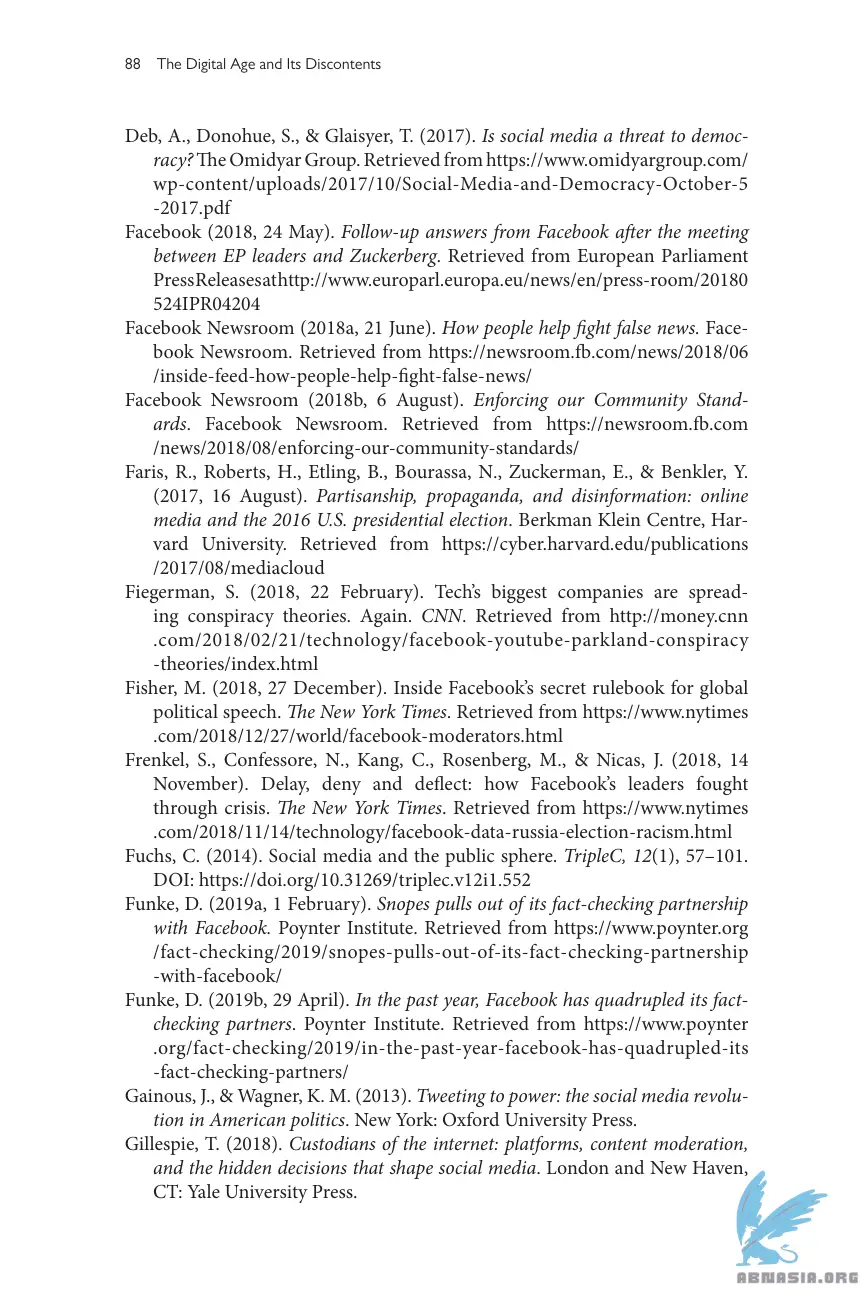 88 The Digital Age and Its Discontents
Deb, A., Donohue, S., & Glaisyer, T. (2017). Is social media a threat to democ-
racy? The Omidyar Group. Retrieved from https://www.omidyargroup.com/
wp-content/uploads/2017/10/Social-Media-and-Democracy-October-5
-2017.pdf
Facebook (2018, 24 May). Follow-up answers from Facebook after the meeting
between EP leaders and Zuckerberg. Retrieved from European Parliament
Press Releases at http://www.europarl.europa.eu/news/en/press-room/20180
524IPR04204
Facebook Newsroom (2018a, 21 June). How people help fight false news. Face-
book Newsroom. Retrieved from https://newsroom.fb.com/news/2018/06
/inside-feed-how-people-help-fight-false-news/
Facebook Newsroom (2018b, 6 August). Enforcing our Community Stand-
ards. Facebook Newsroom. Retrieved from https://newsroom.fb.com
/news/2018/08/enforcing-our-community-standards/
Faris, R., Roberts, H., Etling, B., Bourassa, N., Zuckerman, E., & Benkler, Y.
(2017, 16 August). Partisanship, propaganda, and disinformation: online
media and the 2016 U.S. presidential election. Berkman Klein Centre, Har-
vard University. Retrieved from https://cyber.harvard.edu/publications
/2017/08/mediacloud
Fiegerman, S. (2018, 22 February). Tech’s biggest companies are spread-
ing conspiracy theories. Again. CNN. Retrieved from http://money.cnn
.com/2018/02/21/technology/facebook-youtube-parkland-conspiracy
-theories/index.html
Fisher, M. (2018, 27 December). Inside Facebook’s secret rulebook for global
political speech. The New York Times. Retrieved from https://www.nytimes
.com/2018/12/27/world/facebook-moderators.html
Frenkel, S., Confessore, N., Kang, C., Rosenberg, M., & Nicas, J. (2018, 14
November). Delay, deny and deflect: how Facebook’s leaders fought
through crisis. The New York Times. Retrieved from https://www.nytimes
.com/2018/11/14/technology/facebook-data-russia-election-racism.html
Fuchs, C. (2014). Social media and the public sphere. TripleC, 12(1), 57–101.
DOI: https://doi.org/10.31269/triplec.v12i1.552
Funke, D. (2019a, 1 February). Snopes pulls out of its fact-checking partnership
with Facebook. Poynter Institute. Retrieved from https://www.poynter.org
/fact-checking/2019/snopes-pulls-out-of-its-fact-checking-partnership
-with-facebook/
Funke, D. (2019b, 29 April). In the past year, Facebook has quadrupled its fact-
checking partners. Poynter Institute. Retrieved from https://www.poynter
.org/fact-checking/2019/in-the-past-year-facebook-has-quadrupled-its
-fact-checking-partners/
Gainous, J., & Wagner, K. M. (2013). Tweeting to power: the social media revolu-
tion in American politics. New York: Oxford University Press.
Gillespie, T. (2018). Custodians of the internet: platforms, content moderation,
and the hidden decisions that shape social media. London and New Haven,
CT: Yale University Press.
ABNASIA.ORG